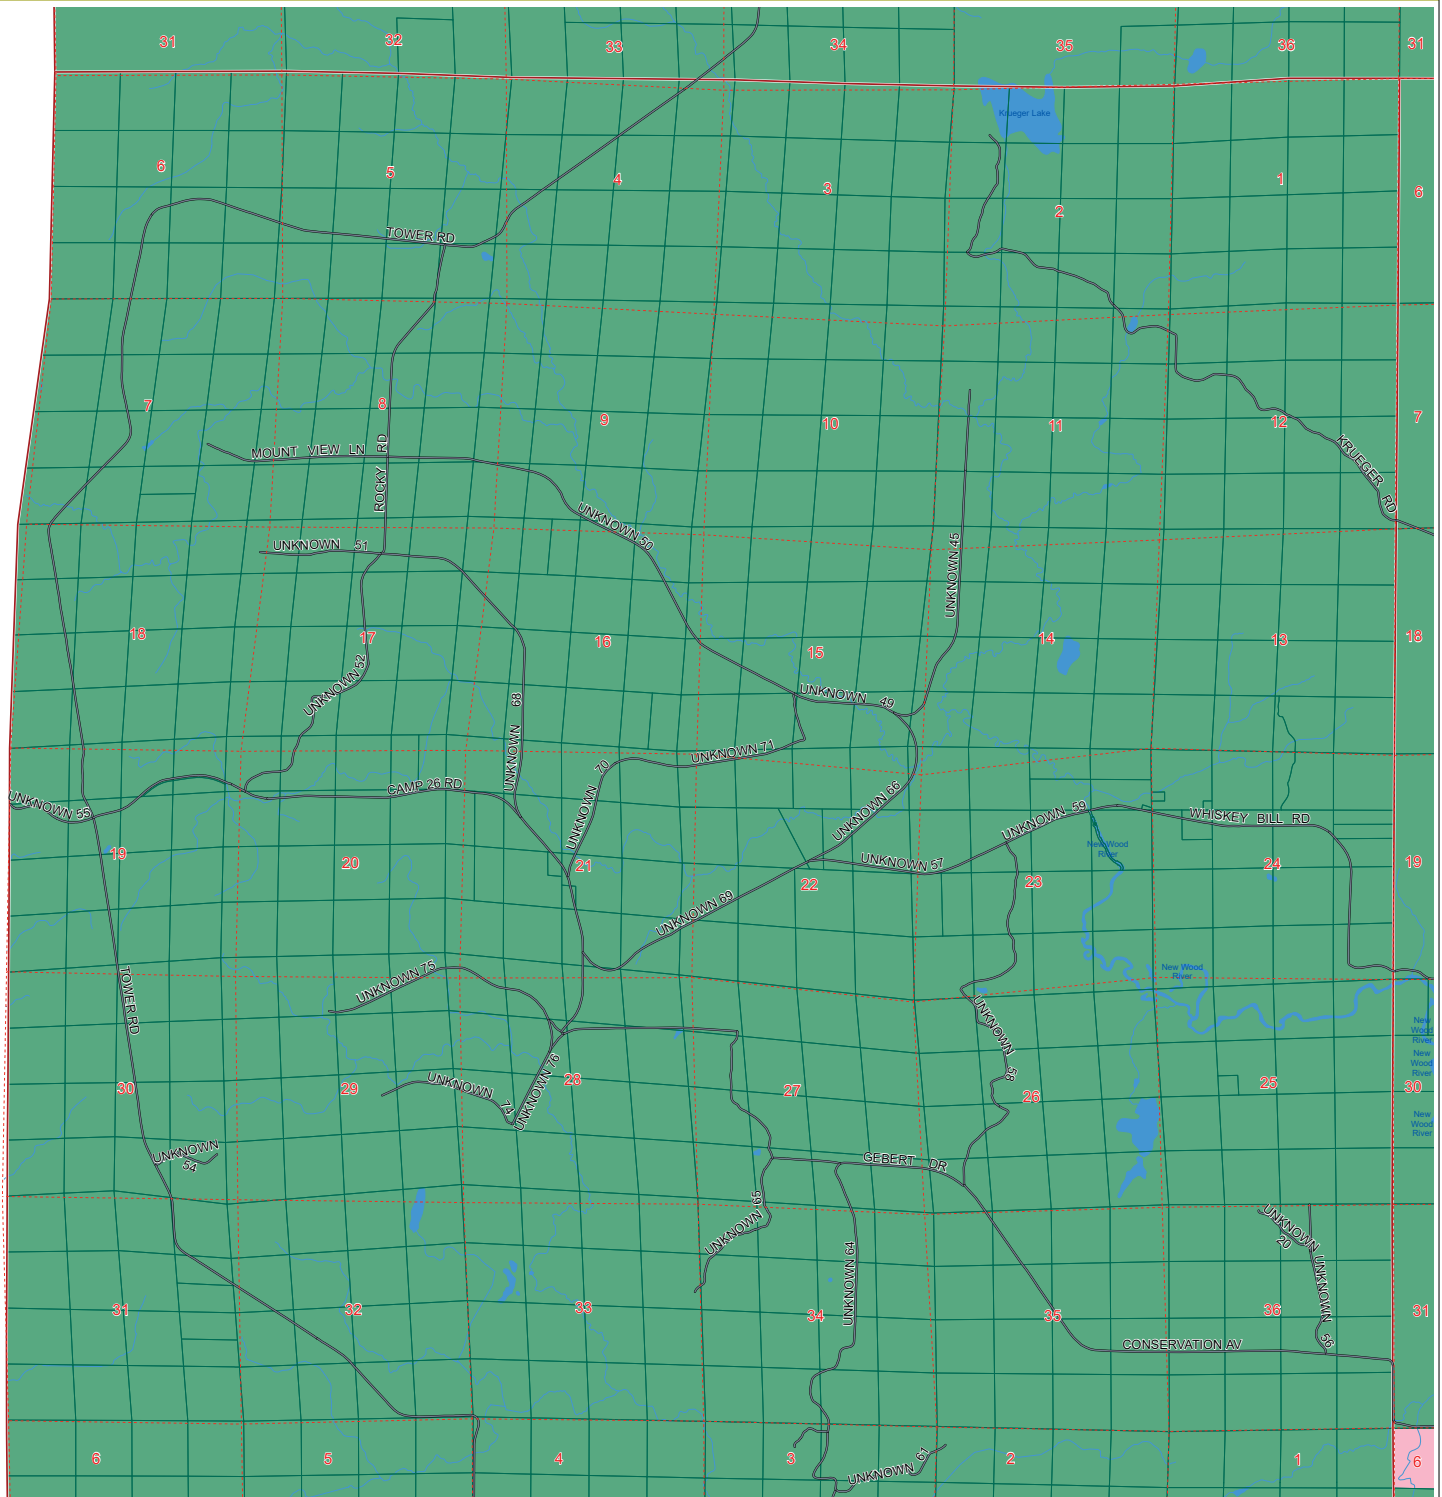 31 32 33 34 35 36 31
Krueger Lake
6 5 4 3 2 1 6
TOWER RD
7 8 9 10 11 12 7
MOUNT VIEW LN
ROCKY RD
KRUEGER RD
UNKNOWN 50
UNKNOWN 51
UNKNOWN 45
18 17 16 15 14 13 18
UNKNOWN 52
UNKNOWN 68
UNKNOWN 49
UNKNOWN 71
UNKNOWN 70
CAMP 26 RD
UNKNOWN 55
UNKNOWN 66
UNKNOWN 59
WHISKEY BILL RD
New Wood
River
UNKNOWN 57
19 20 21 22 23 24 19
UNKNOWN 69
UNKNOWN 75
TOWER RD
New Wood
River
UNKNOWN 58
New
Wood
River
New
Wood
River
UNKNOWN 76
UNKNOWN 74
30 29 28 27 26 25 30
New
Wood
River
UNKNOWN
54
GEBERT DR
UNKNOWN 65
UNKNOWN 64
UNKNOWN
20
UNKNOWN 56
31 32 33 34 35 36 31
CONSERVATION AV
6 5 4 3 2 1 6
UNKNOWN 61